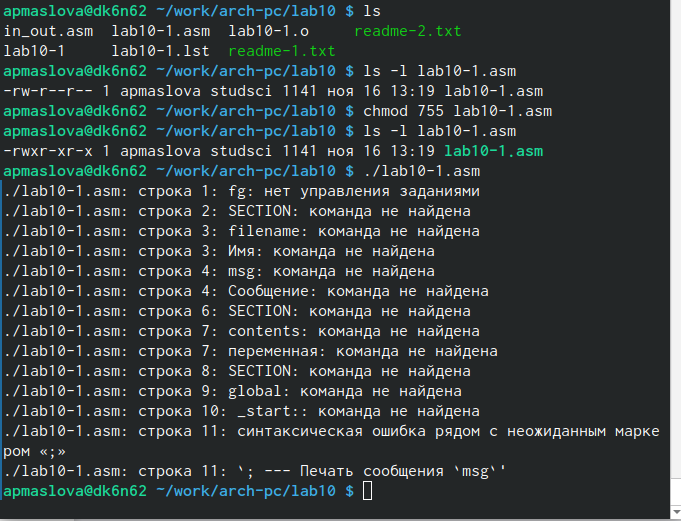 apmaslova@dk6n62 ~/work/arch-pc/lab10 $ ls
in_out.asm  lab10-1.asm  lab10-1.o     readme-2.txt
lab10-1     lab10-1.lst  readme-1.txt
apmaslova@dk6n62 ~/work/arch-pc/lab10 $ ls -l lab10-1.asm
-rw-r--r-- 1 apmaslova studsci 1141 ноя 16 13:19 lab10-1.asm
apmaslova@dk6n62 ~/work/arch-pc/lab10 $ chmod 755 lab10-1.asm
apmaslova@dk6n62 ~/work/arch-pc/lab10 $ ls -l lab10-1.asm
-rwxr-xr-x 1 apmaslova studsci 1141 ноя 16 13:19 lab10-1.asm
apmaslova@dk6n62 ~/work/arch-pc/lab10 $ ./lab10-1.asm
./lab10-1.asm: строка 1: fg: нет управления заданиями
./lab10-1.asm: строка 2: SECTION: команда не найдена
./lab10-1.asm: строка 3: filename: команда не найдена
./lab10-1.asm: строка 3: Имя: команда не найдена
./lab10-1.asm: строка 4: msg: команда не найдена
./lab10-1.asm: строка 4: Сообщение: команда не найдена
./lab10-1.asm: строка 6: SECTION: команда не найдена
./lab10-1.asm: строка 7: contents: команда не найдена
./lab10-1.asm: строка 7: переменная: команда не найдена
./lab10-1.asm: строка 8: SECTION: команда не найдена
./lab10-1.asm: строка 9: global: команда не найдена
./lab10-1.asm: строка 10: _start:: команда не найдена
./lab10-1.asm: строка 11: синтаксическая ошибка рядом с неожиданным марке
ром «;»
./lab10-1.asm: строка 11: `; --- Печать сообщения `msg`'
apmaslova@dk6n62 ~/work/arch-pc/lab10 $